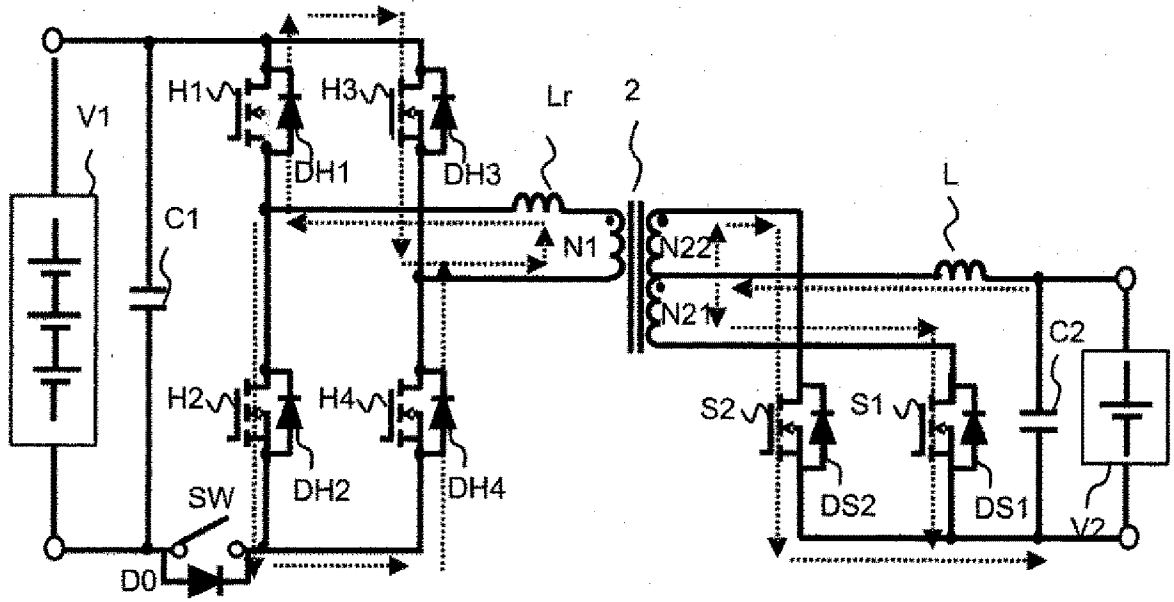 H1
H3
Lr
2
V1
DH1
DH3
L
C1
N1
N22
N21
C2
H2
H4
S2
S1
SW
DH2
DH4
DS2
DS1
V2
D0